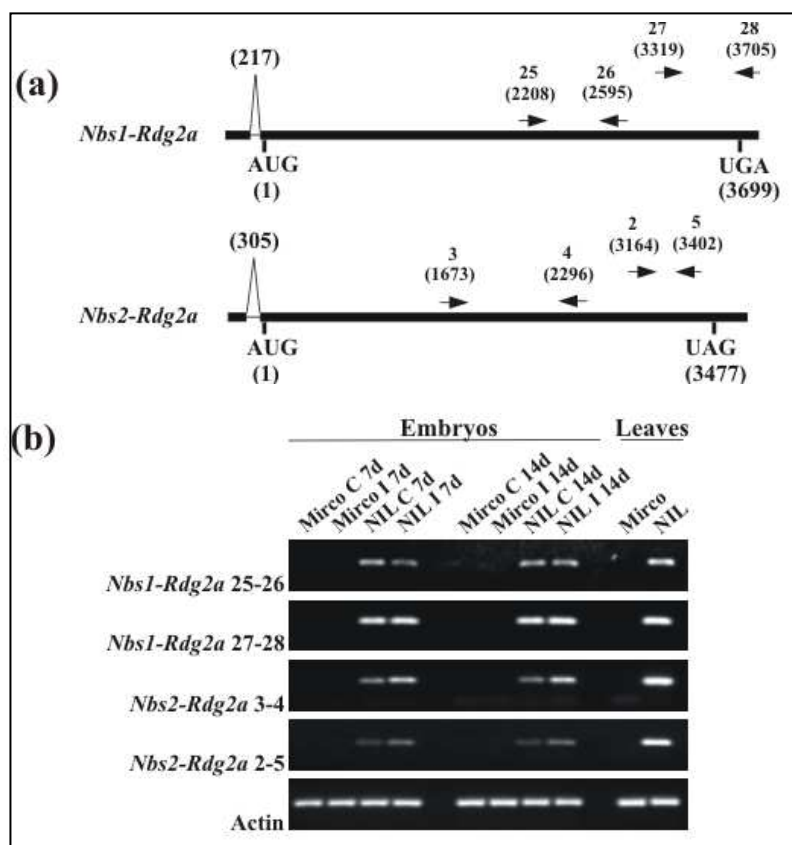 (a)
27 28
(217) (3319) (3705)
25 26
(2208) (2595)
Nbs1-Rdg2a
AUG UGA
(1) (3699)
2 5
(305) (3164) (3402)
3 4
(1673) (2296)
Nbs2-Rdg2a
AUG UAG
(1) (3477)
(b)
Embryos Leaves
Mirco C 7d
Mirco I 7d
NIL C 7d
NIL I 7d
Mirco C 14d
Mirco I 14d
NIL C 14d
NIL I 14d
Mirco
NIL
Nbs1-Rdg2a 25-26
Nbs1-Rdg2a 27-28
Nbs2-Rdg2a 3-4
Nbs2-Rdg2a 2-5
Actin